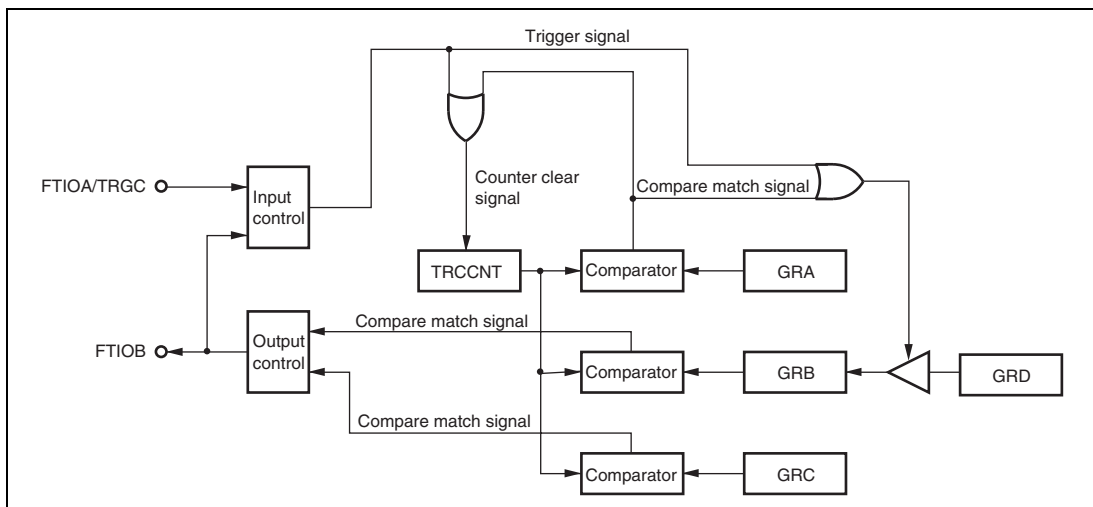 Trigger signal
FTIOA/TRGC
Input
control
Counter clear
signal
Compare match signal
TRCCNT
Comparator
GRA
FTIOB
Output
control
Compare match signal
Comparator
GRB
GRD
Compare match signal
Comparator
GRC